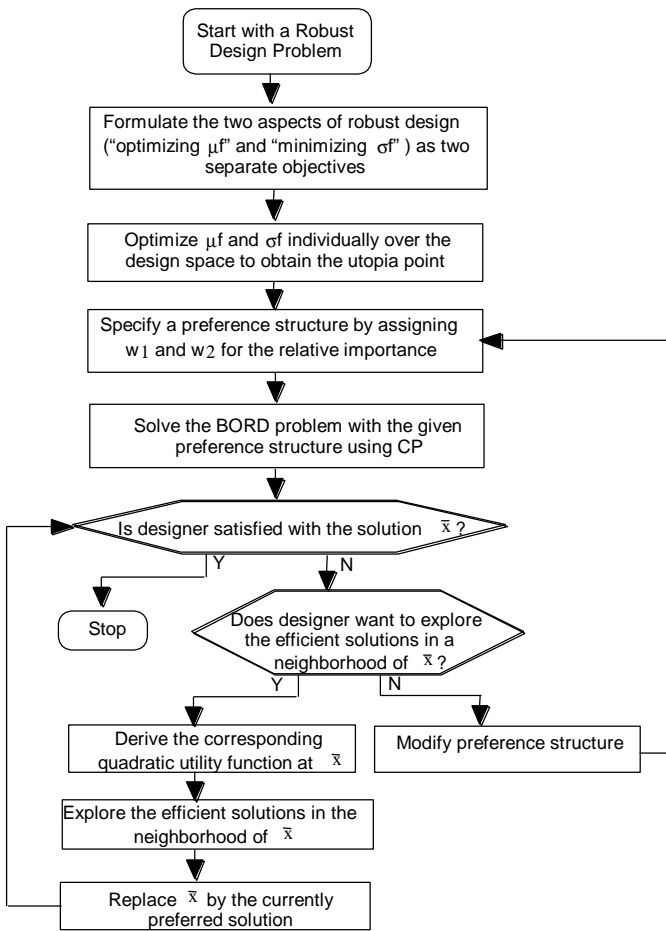 Start with a Robust
Design Problem
Formulate the two aspects of robust design
(“optimizing μf” and “minimizing σf” ) as two
separate objectives
Optimize μf and σf individually over the
design space to obtain the utopia point
Specify a preference structure by assigning
w1 and w2 for the relative importance
Solve the BORD problem with the given
preference structure using CP
Is designer satisfied with the solution x̄ ?
Y
N
Stop
Does designer want to explore
the efficient solutions in a
neighborhood of x̄ ?
Y
N
Derive the corresponding
quadratic utility function at x̄
Modify preference structure
Explore the efficient solutions in the
neighborhood of x̄
Replace x̄ by the currently
preferred solution